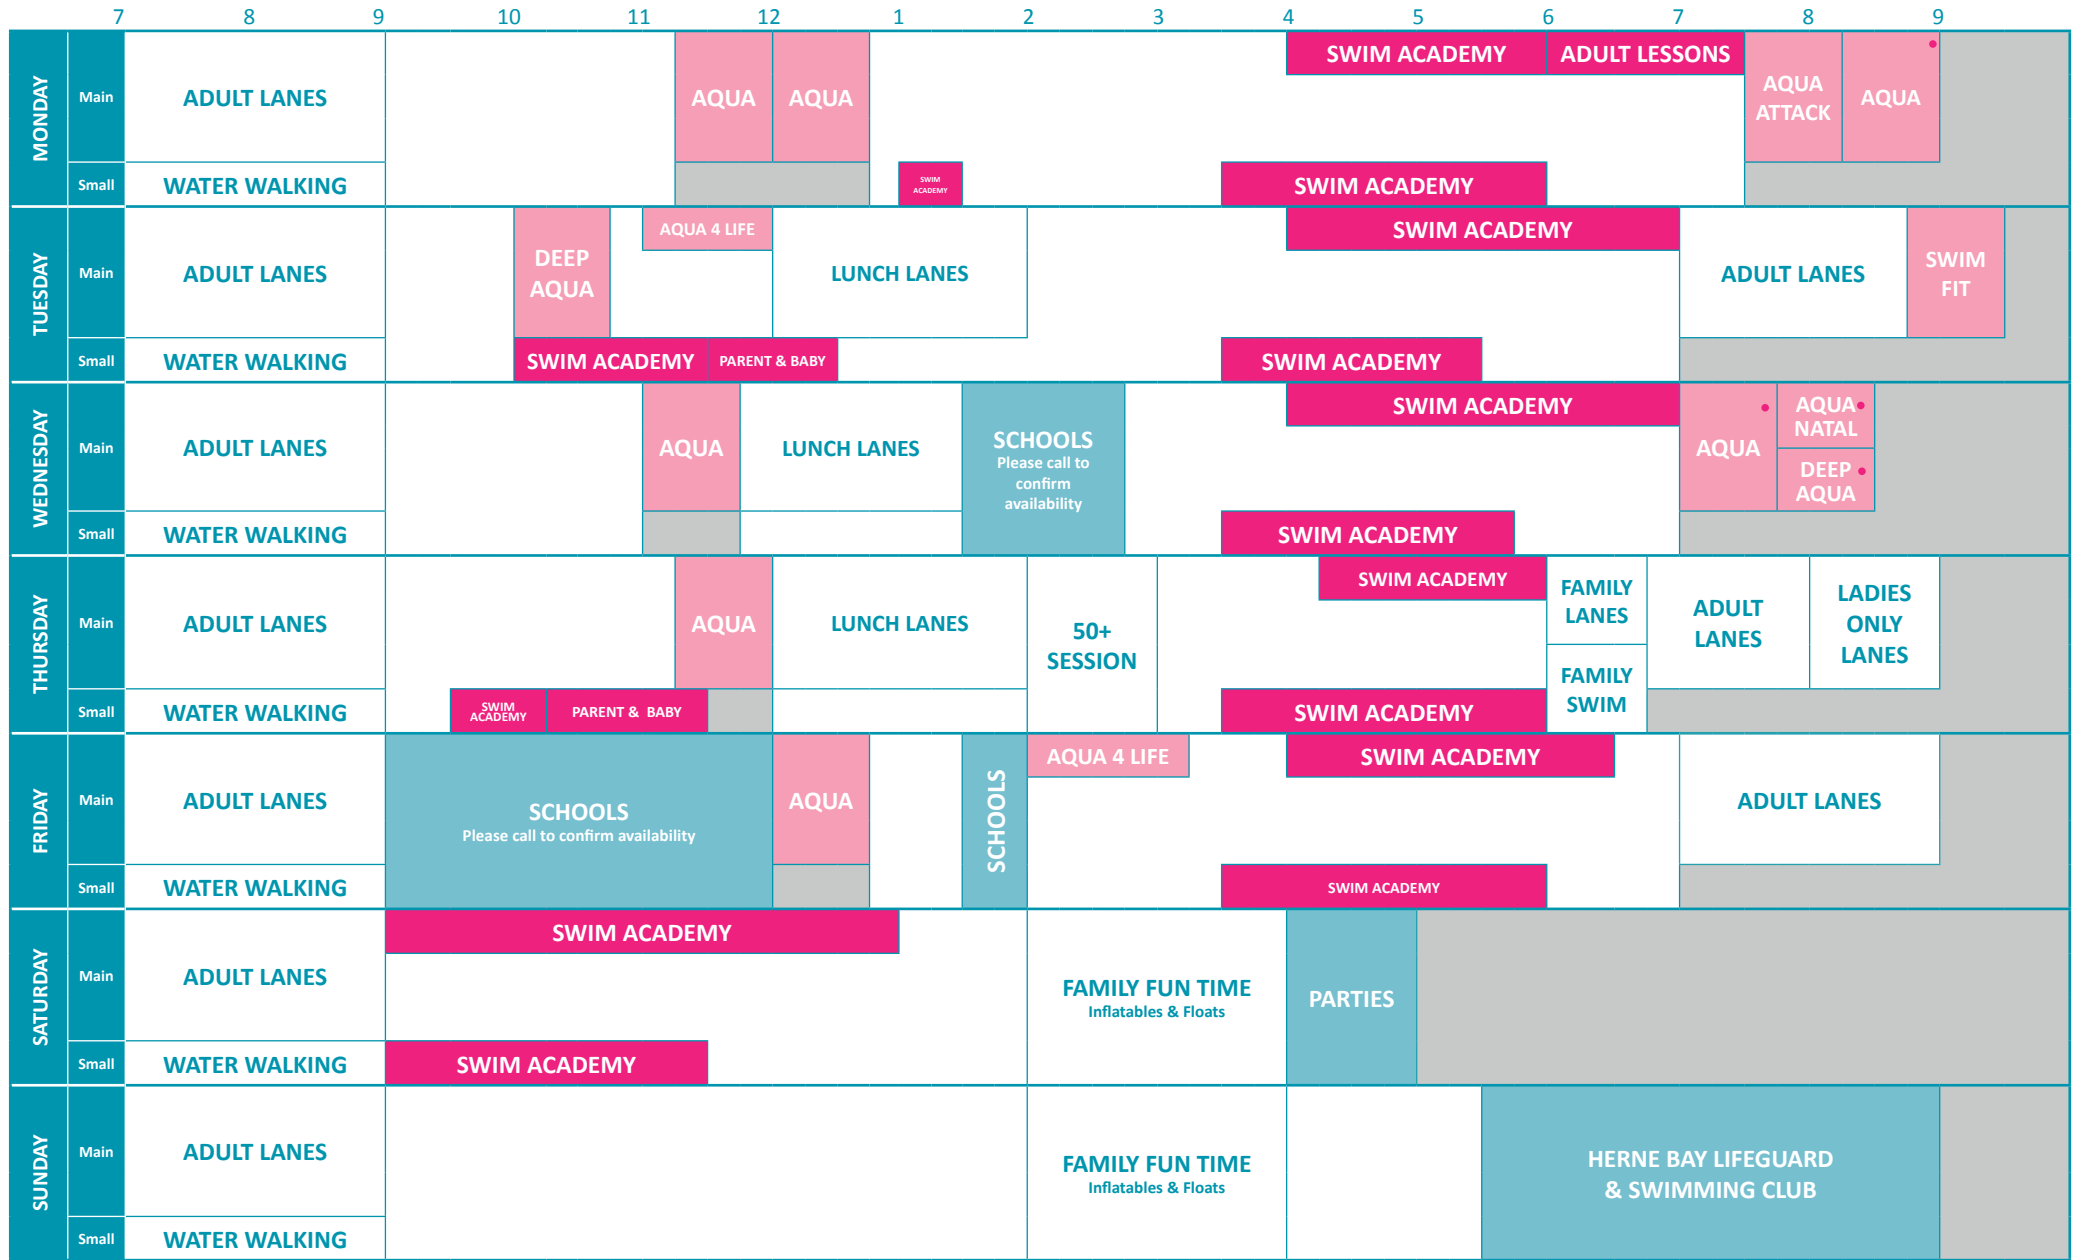 7 8 9 10 11 12 1 2 3 4 5 6 7 8 9
MONDAY
Main
ADULT LANES
AQUA
AQUA
SWIM ACADEMY
ADULT LESSONS
AQUA
ATTACK
AQUA
Small
WATER WALKING
SWIM
ACADEMY
SWIM ACADEMY
TUESDAY
Main
ADULT LANES
DEEP
AQUA
AQUA 4 LIFE
LUNCH LANES
SWIM ACADEMY
ADULT LANES
SWIM
FIT
Small
WATER WALKING
SWIM ACADEMY
PARENT & BABY
SWIM ACADEMY
WEDNESDAY
Main
ADULT LANES
AQUA
LUNCH LANES
SCHOOLS
Please call to
confirm
availability
SWIM ACADEMY
AQUA
AQUA
NATAL
DEEP
AQUA
Small
WATER WALKING
SWIM ACADEMY
THURSDAY
Main
ADULT LANES
AQUA
LUNCH LANES
50+
SESSION
SWIM ACADEMY
FAMILY
LANES
FAMILY
SWIM
ADULT
LANES
LADIES
ONLY
LANES
Small
WATER WALKING
SWIM
ACADEMY
PARENT & BABY
SWIM ACADEMY
FRIDAY
Main
ADULT LANES
SCHOOLS
Please call to confirm availability
AQUA
SCHOOLS
AQUA 4 LIFE
SWIM ACADEMY
ADULT LANES
Small
WATER WALKING
SWIM ACADEMY
SATURDAY
Main
ADULT LANES
SWIM ACADEMY
FAMILY FUN TIME
Inflatables & Floats
PARTIES
Small
WATER WALKING
SWIM ACADEMY
SUNDAY
Main
ADULT LANES
FAMILY FUN TIME
Inflatables & Floats
HERNE BAY LIFEGUARD
& SWIMMING CLUB
Small
WATER WALKING